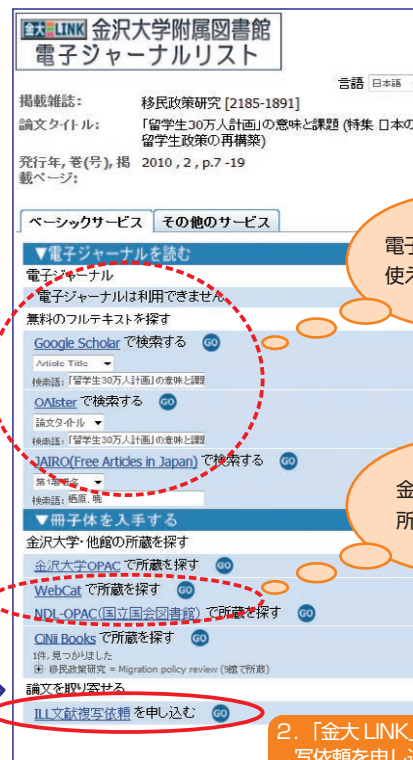 金大LINK 金沢大学附属図書館
電子ジャーナルリスト
言語 日本語
掲載雑誌: 移民政策研究 [2185-1891]
論文タイトル: 「留学生30万人計画」の意味と課題 (特集 日本の
留学生政策の再構築)
発行年, 巻(号), 掲 2010 , 2 , p.7 -19
載ページ:
ベーシックサービス その他のサービス
▼電子ジャーナルを読む
電子ジャーナル
電子ジャーナルは利用できません
無料のフルテキストを探す
Google Scholar で検索する GO
Article Title
検索語: 「留学生30万人計画」の意味と課題
OAIster で検索する GO
論文タイトル
検索語: 「留学生30万人計画」の意味と課題
JAIRO(Free Articles in Japan) で検索する GO
第1著者名
検索語: 栖原, 暁
▼冊子体を入手する
金沢大学・他館の所蔵を探す
金沢大学OPAC で所蔵を探す GO
WebCat で所蔵を探す GO
NDL-OPAC(国立国会図書館) で所蔵を探す GO
CiNii Books で所蔵を探す GO
1件, 見つかりました
移民政策研究 = Migration policy review (9館で所蔵)
論文を取り寄せる
ILL文献複写依頼 を申し込む GO
電子
使え
金
所
2.「金大 LINK」
写依頼を申し込